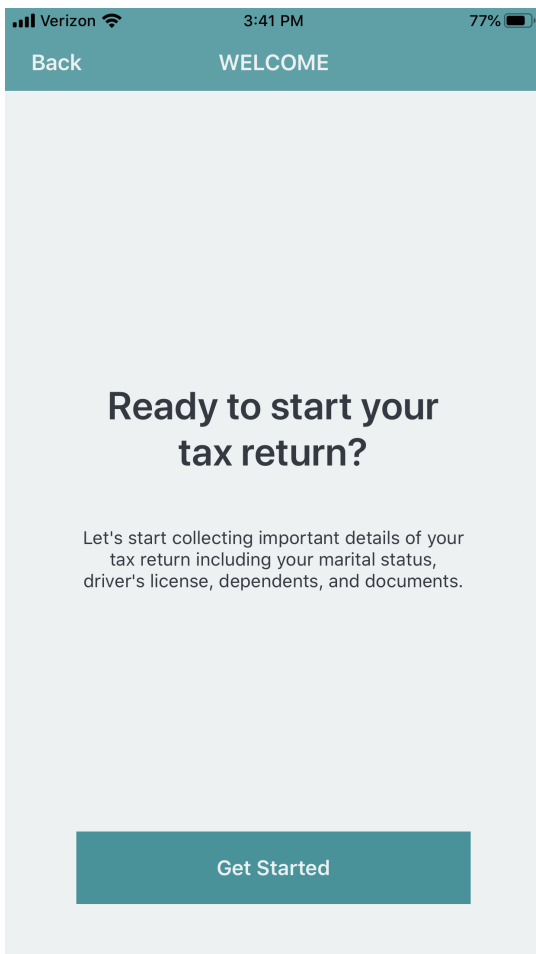 Verizon 3:41 PM 77%
Back WELCOME
Ready to start your
tax return?
Let's start collecting important details of your
tax return including your marital status,
driver's license, dependents, and documents.
Get Started